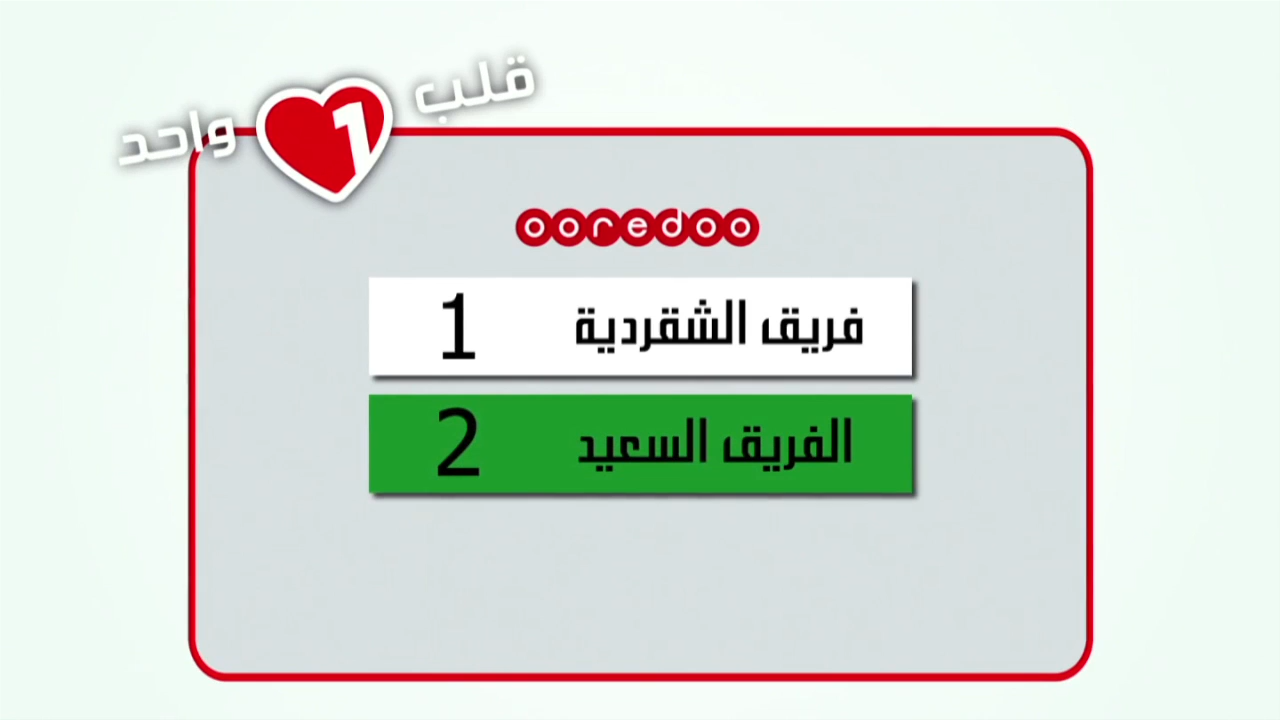 قلب 1 واحد
ooredoo
فريق الشقردية 1
الفريق السعيد 2